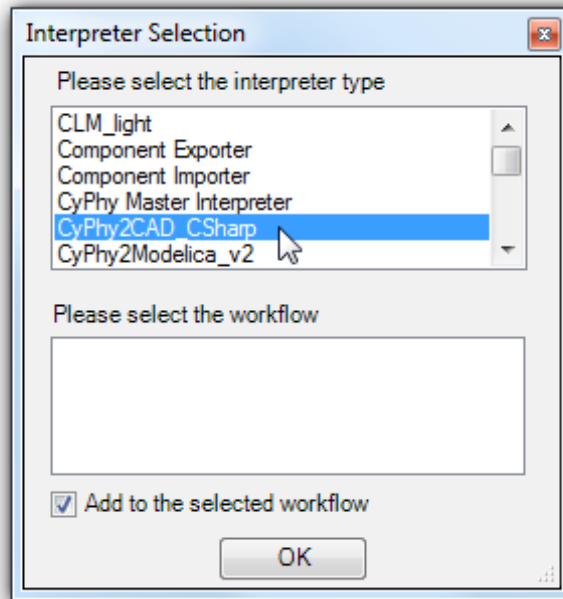 Interpreter Selection
Please select the interpreter type
CLM_light
Component Exporter
Component Importer
CyPhy Master Interpreter
CyPhy2CAD_CSharp
CyPhy2Modelica_v2
Please select the workflow
Add to the selected workflow
OK